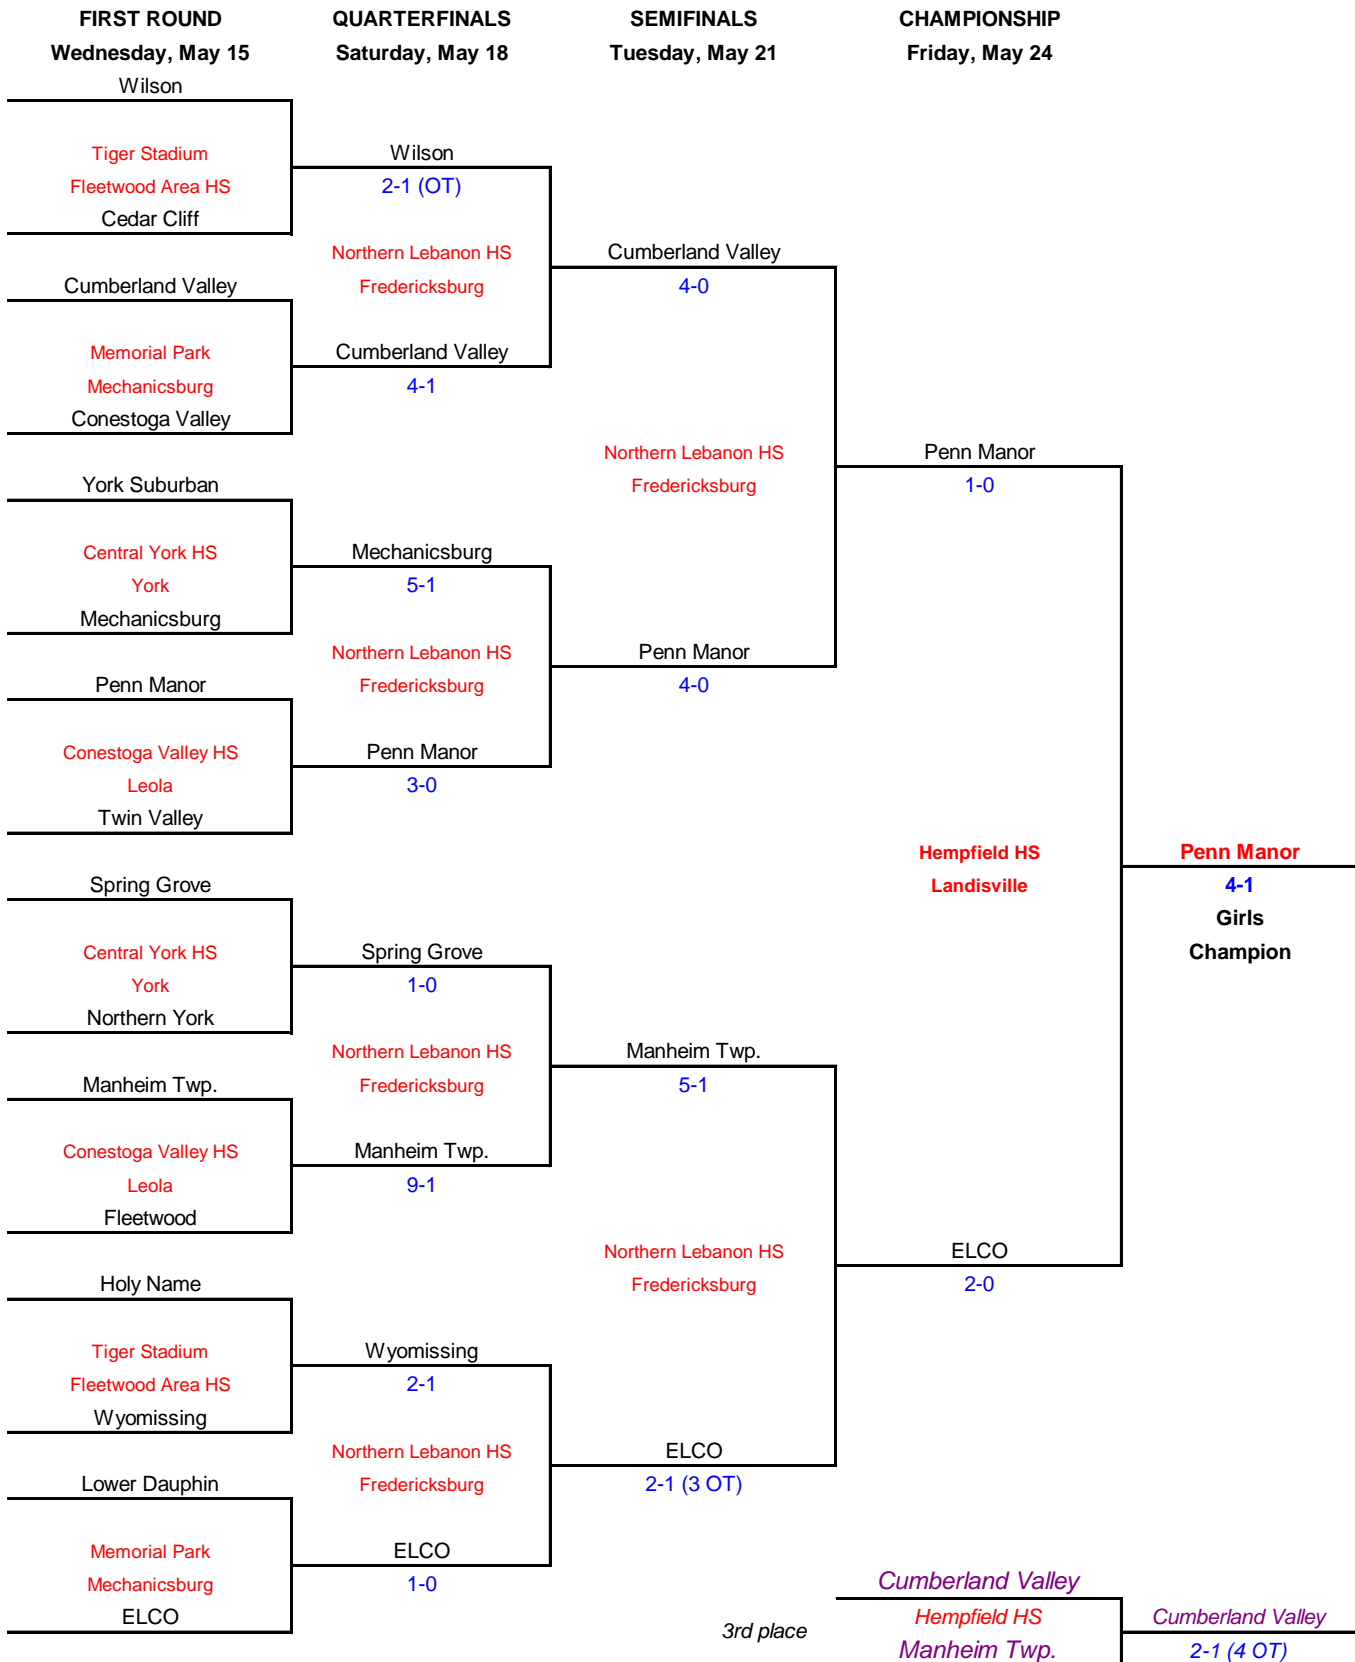 FIRST ROUND QUARTERFINALS SEMIFINALS CHAMPIONSHIP
Wednesday, May 15 Saturday, May 18 Tuesday, May 21 Friday, May 24
Wilson
Tiger Stadium Wilson
Fleetwood Area HS 2-1 (OT)
Cedar Cliff
Northern Lebanon HS Cumberland Valley
Cumberland Valley Fredericksburg 4-0
Memorial Park Cumberland Valley
Mechanicsburg 4-1
Conestoga Valley
Northern Lebanon HS Penn Manor
York Suburban Fredericksburg 1-0
Central York HS Mechanicsburg
York 5-1
Mechanicsburg
Northern Lebanon HS Penn Manor
Penn Manor Fredericksburg 4-0
Conestoga Valley HS Penn Manor
Leola 3-0
Twin Valley
Hempfield HS Penn Manor
Spring Grove Landisville 4-1
Girls
Central York HS Spring Grove Champion
York 1-0
Northern York
Northern Lebanon HS Manheim Twp.
Manheim Twp. Fredericksburg 5-1
Conestoga Valley HS Manheim Twp.
Leola 9-1
Fleetwood
Northern Lebanon HS ELCO
Holy Name Fredericksburg 2-0
Tiger Stadium Wyomissing
Fleetwood Area HS 2-1
Wyomissing
Northern Lebanon HS ELCO
Lower Dauphin Fredericksburg 2-1 (3 OT)
Memorial Park ELCO
Mechanicsburg 1-0 Cumberland Valley
ELCO 3rd place Hempfield HS Cumberland Valley
Manheim Twp. 2-1 (4 OT)